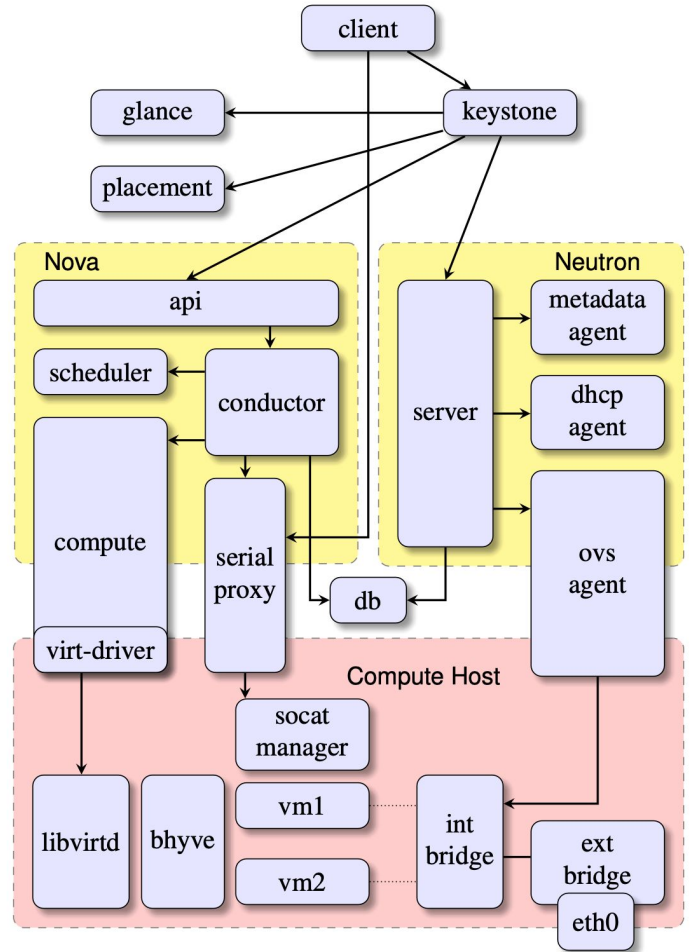 client
glance
keystone
placement
Nova
Neutron
api
metadata
agent
scheduler
conductor
server
dhcp
agent
compute
serial
proxy
ovs
agent
db
virt-driver
Compute Host
socat
manager
libvirtd
bhyve
vm1
int
bridge
ext
bridge
vm2
eth0